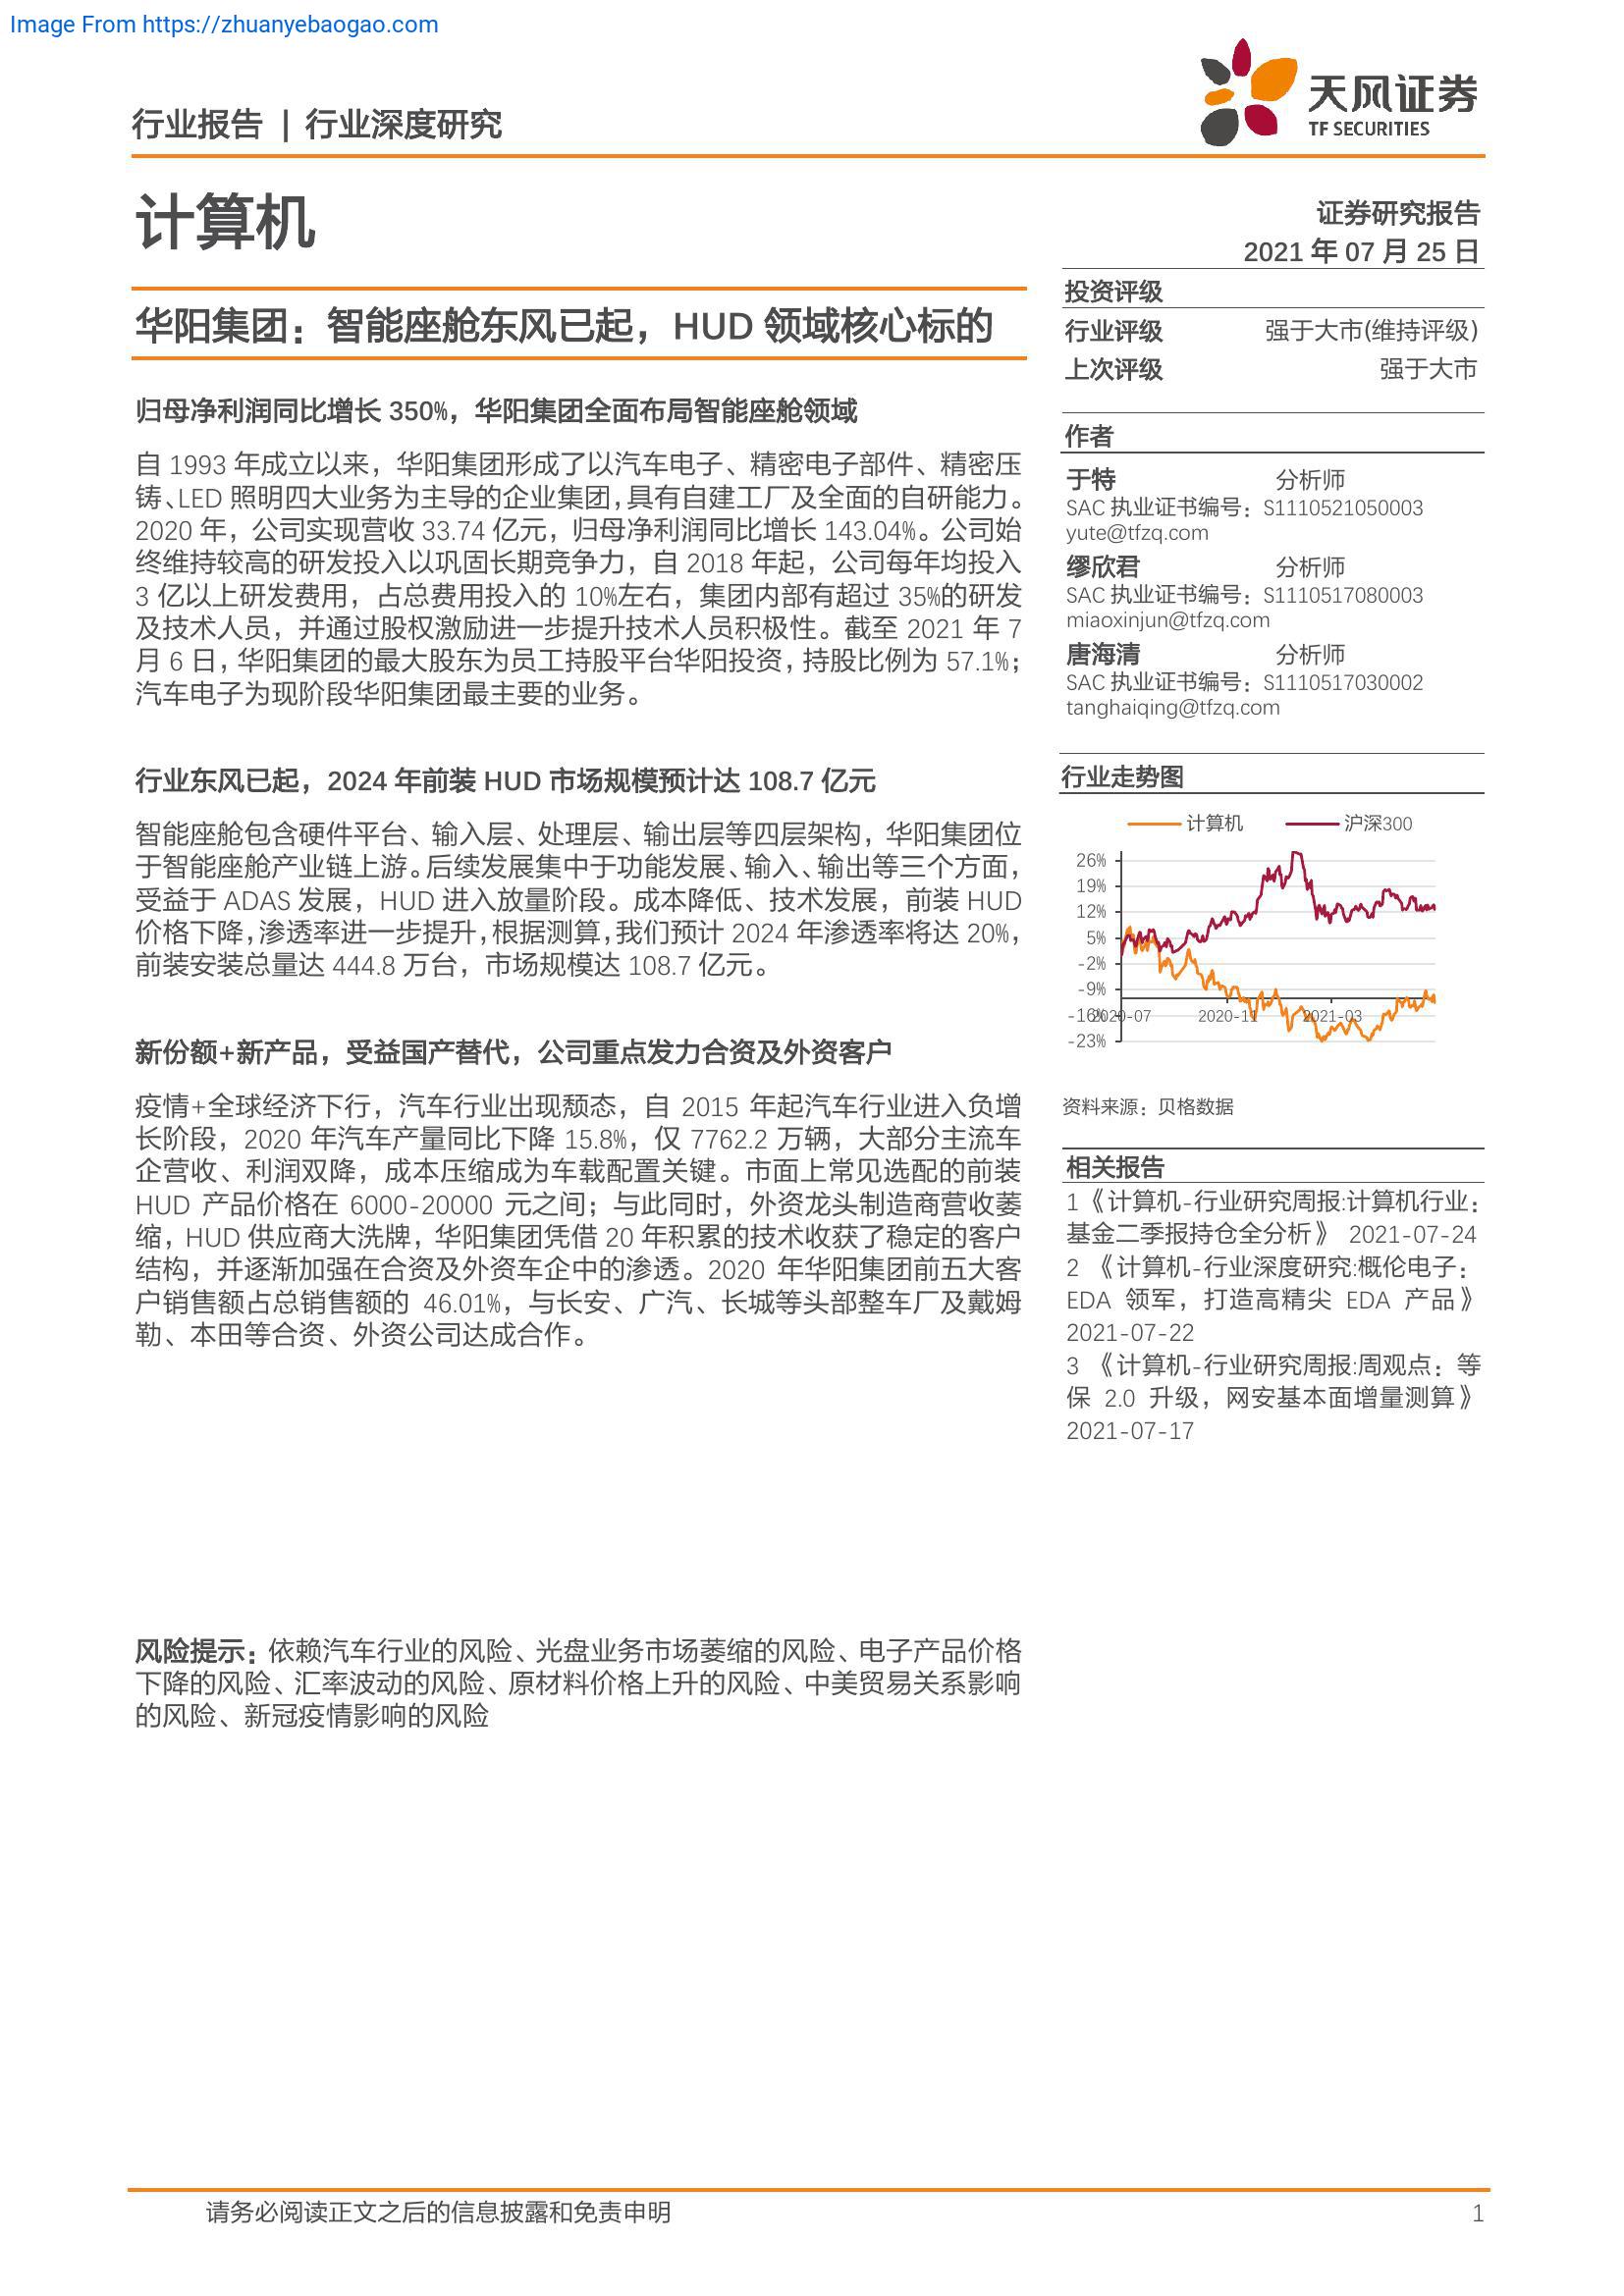 Image From https://zhuanyebaogao.com
行业报告 | 行业深度研究
天风证券
TF SECURITIES
计算机
华阳集团：智能座舱东风已起，HUD 领域核心标的
归母净利润同比增长 350%，华阳集团全面布局智能座舱领域
自 1993 年成立以来，华阳集团形成了以汽车电子、精密电子部件、精密压
铸、LED 照明四大业务为主导的企业集团，具有自建工厂及全面的自研能力。
2020 年，公司实现营收 33.74 亿元，归母净利润同比增长 143.04%。公司始
终维持较高的研发投入以巩固长期竞争力，自 2018 年起，公司每年均投入
3 亿以上研发费用，占总费用投入的 10%左右，集团内部有超过 35%的研发
及技术人员，并通过股权激励进一步提升技术人员积极性。截至 2021 年 7
月 6 日，华阳集团的最大股东为员工持股平台华阳投资，持股比例为 57.1%；
汽车电子为现阶段华阳集团最主要的业务。
行业东风已起，2024 年前装 HUD 市场规模预计达 108.7 亿元
智能座舱包含硬件平台、输入层、处理层、输出层等四层架构，华阳集团位
于智能座舱产业链上游。后续发展集中于功能发展、输入、输出等三个方面，
受益于 ADAS 发展，HUD 进入放量阶段。成本降低、技术发展，前装 HUD
价格下降，渗透率进一步提升，根据测算，我们预计 2024 年渗透率将达 20%，
前装安装总量达 444.8 万台，市场规模达 108.7 亿元。
新份额+新产品，受益国产替代，公司重点发力合资及外资客户
疫情+全球经济下行，汽车行业出现颓态，自 2015 年起汽车行业进入负增
长阶段，2020 年汽车产量同比下降 15.8%，仅 7762.2 万辆，大部分主流车
企营收、利润双降，成本压缩成为车载配置关键。市面上常见选配的前装
HUD 产品价格在 6000-20000 元之间；与此同时，外资龙头制造商营收萎
缩，HUD 供应商大洗牌，华阳集团凭借 20 年积累的技术收获了稳定的客户
结构，并逐渐加强在合资及外资车企中的渗透。2020 年华阳集团前五大客
户销售额占总销售额的 46.01%，与长安、广汽、长城等头部整车厂及戴姆
勒、本田等合资、外资公司达成合作。
风险提示：依赖汽车行业的风险、光盘业务市场萎缩的风险、电子产品价格
下降的风险、汇率波动的风险、原材料价格上升的风险、中美贸易关系影响
的风险、新冠疫情影响的风险
证券研究报告
2021 年 07 月 25 日
投资评级
行业评级 强于大市(维持评级)
上次评级 强于大市
作者
于特 分析师
SAC 执业证书编号：S1110521050003
yute@tfzq.com
缪欣君 分析师
SAC 执业证书编号：S1110517080003
miaoxinjun@tfzq.com
唐海清 分析师
SAC 执业证书编号：S1110517030002
tanghaiqing@tfzq.com
行业走势图
计算机 沪深300
26%
19%
12%
5%
-2%
-9%
-16%
-23%
2020-07 2020-11 2021-03
资料来源：贝格数据
相关报告
1《计算机-行业研究周报:计算机行业：
基金二季报持仓全分析》 2021-07-24
2 《计算机-行业深度研究:概伦电子：
EDA 领军，打造高精尖 EDA 产品》
2021-07-22
3 《计算机-行业研究周报:周观点：等
保 2.0 升级，网安基本面增量测算》
2021-07-17
请务必阅读正文之后的信息披露和免责申明 1